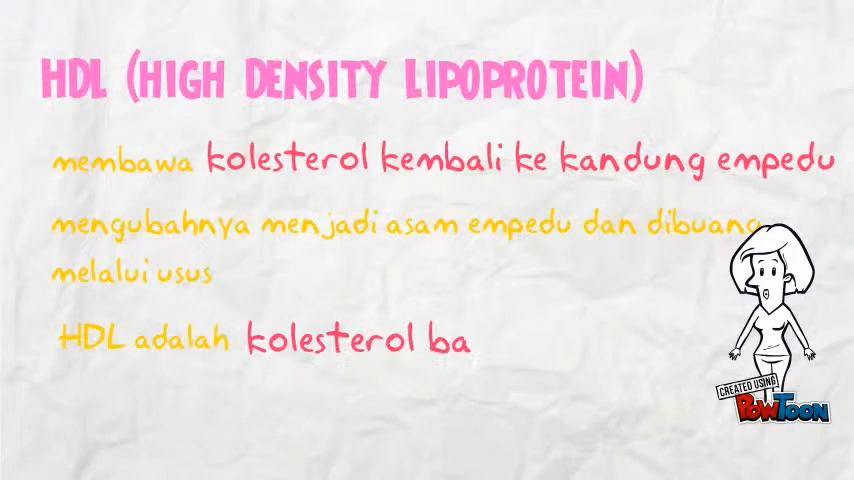 HDL (HIGH DENSITY LIPOPROTEIN)
membawa kolesterol kembali ke kandung empedu
mengubahnya menjadi asam empedu dan dibuang
melalui usus
HDL adalah kolesterol ba
CREATED USING
POWTOON